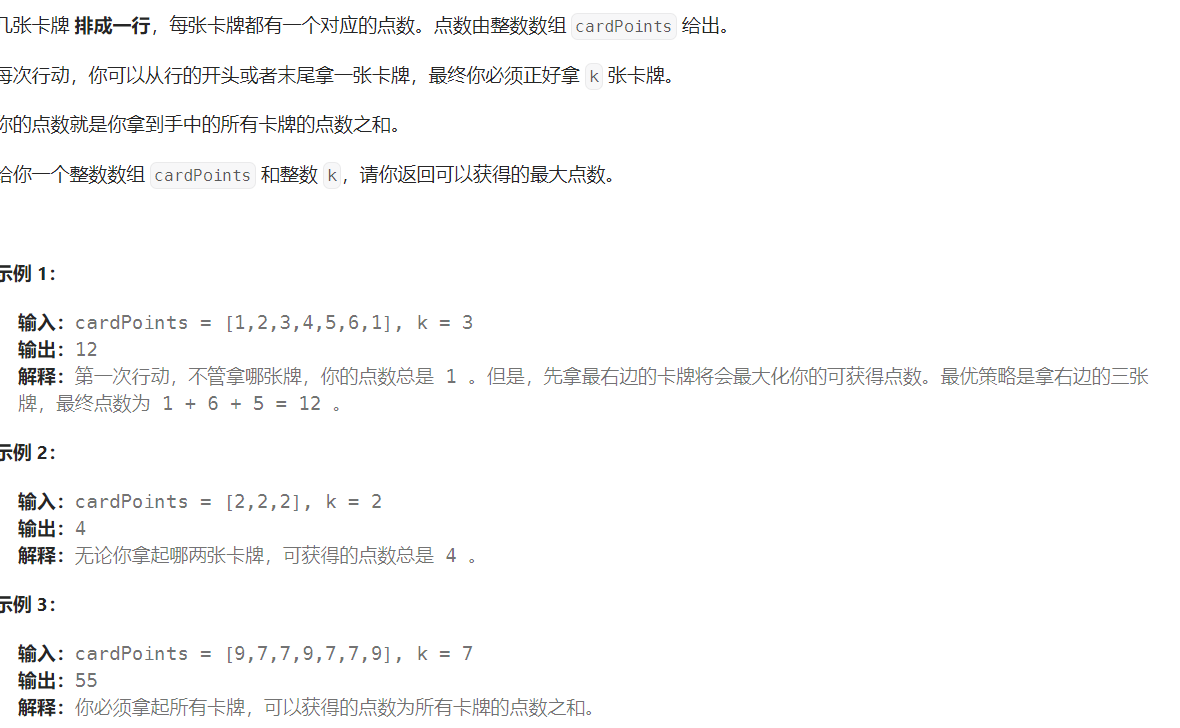 几张卡牌 排成一行，每张卡牌都有一个对应的点数。点数由整数数组 cardPoints 给出。
每次行动，你可以从行的开头或者末尾拿一张卡牌，最终你必须正好拿 k 张卡牌。
你的点数就是你拿到手中的所有卡牌的点数之和。
给你一个整数数组 cardPoints 和整数 k，请你返回可以获得的最大点数。
示例 1：
输入：cardPoints = [1,2,3,4,5,6,1], k = 3
输出：12
解释：第一次行动，不管拿哪张牌，你的点数总是 1 。但是，先拿最右边的卡牌将会最大化你的可获得点数。最优策略是拿右边的三张
牌，最终点数为 1 + 6 + 5 = 12 。
示例 2：
输入：cardPoints = [2,2,2], k = 2
输出：4
解释：无论你拿起哪两张卡牌，可获得的点数总是 4 。
示例 3：
输入：cardPoints = [9,7,7,9,7,7,9], k = 7
输出：55
解释：你必须拿起所有卡牌，可以获得的点数为所有卡牌的点数之和。